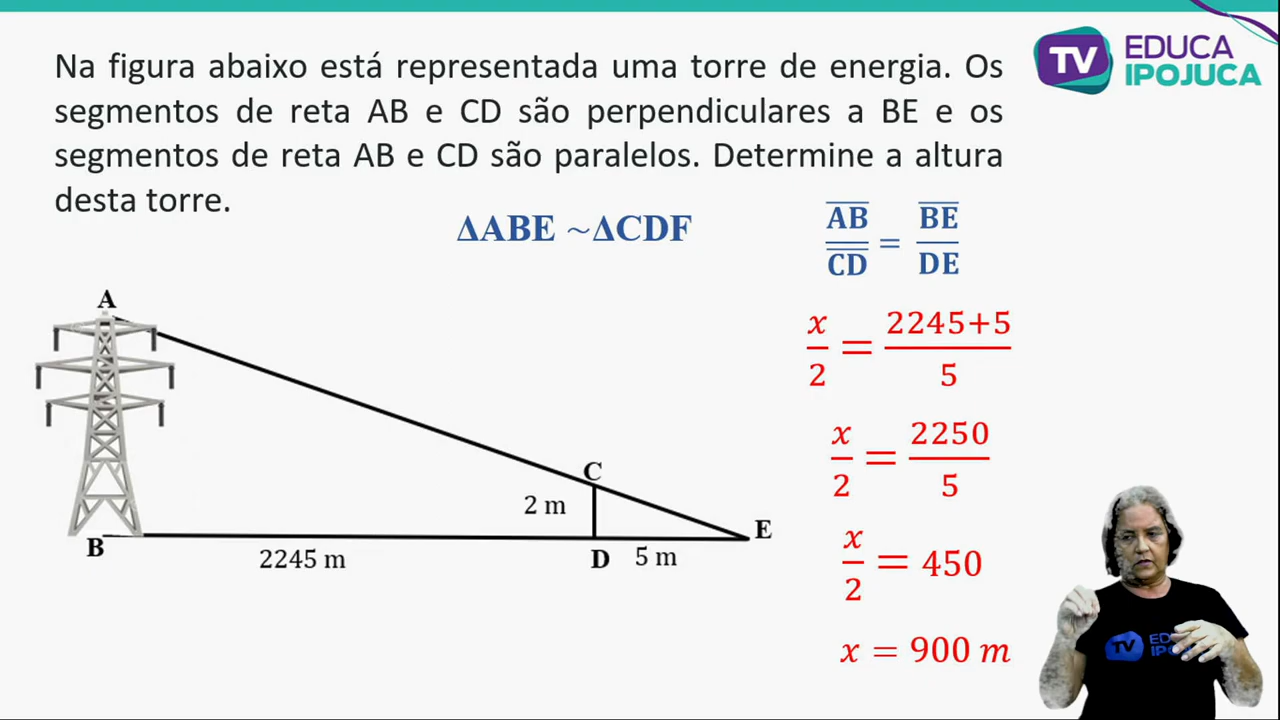 TV EDUCA
IPOJUCA
Na figura abaixo está representada uma torre de energia. Os
segmentos de reta AB e CD são perpendiculares a BE e os
segmentos de reta AB e CD são paralelos. Determine a altura
desta torre.
ΔABE ~ΔCDF
AB/CD = BE/DE
x/2 = 2245+5/5
x/2 = 2250/5
x/2 = 450
x = 900 m
A
B
2245 m
C
2 m
D
5 m
E
TV